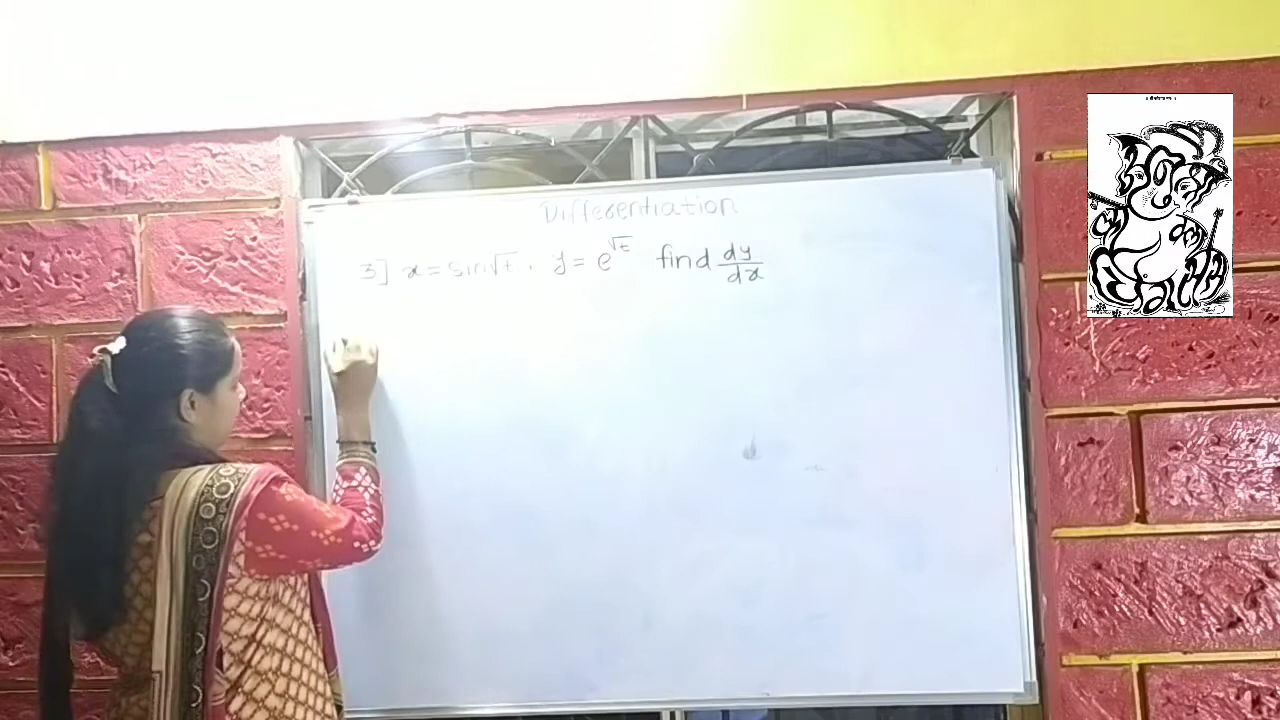 Differentiation
3] x = sin√t , y = e^√t find dy/dx